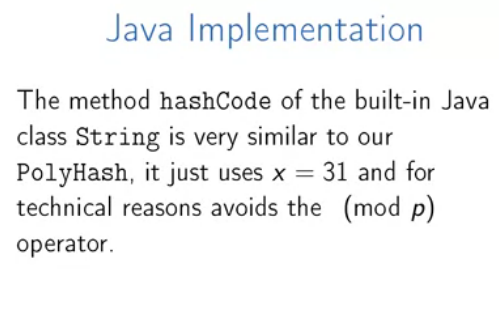 Java Implementation
The method hashCode of the built-in Java
class String is very similar to our
PolyHash, it just uses x = 31 and for
technical reasons avoids the (mod p)
operator.